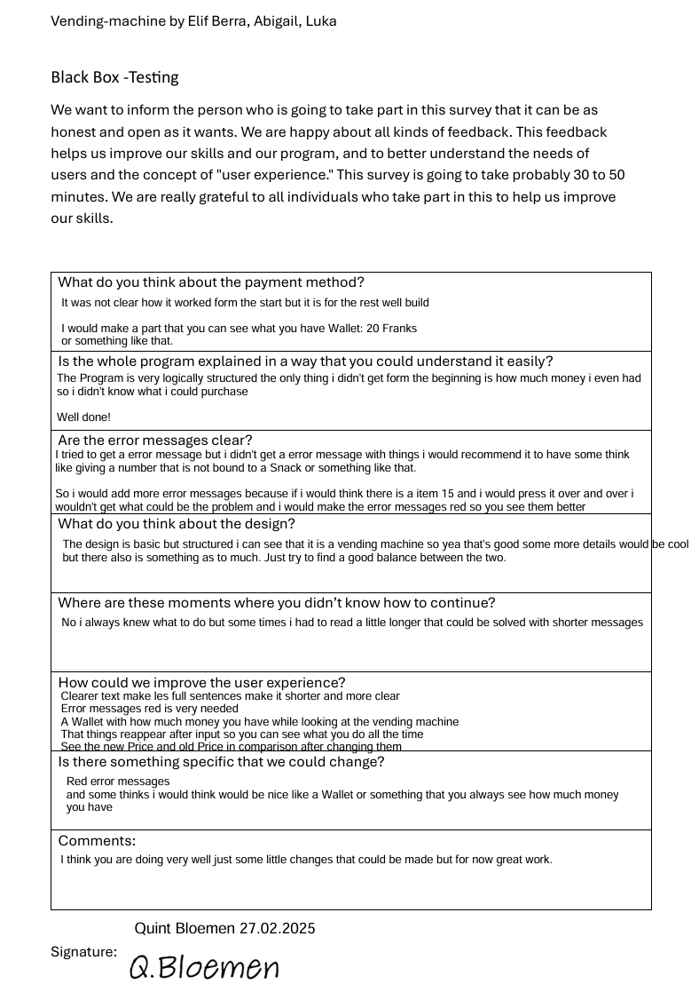 Vending-machine by Elif Berra, Abigail, Luka
Black Box -Testing
We want to inform the person who is going to take part in this survey that it can be as
honest and open as it wants. We are happy about all kinds of feedback. This feedback
helps us improve our skills and our program, and to better understand the needs of
users and the concept of "user experience." This survey is going to take probably 30 to 50
minutes. We are really grateful to all individuals who take part in this to help us improve
our skills.
What do you think about the payment method?
It was not clear how it worked form the start but it is for the rest well build
I would make a part that you can see what you have Wallet: 20 Franks
or something like that.
Is the whole program explained in a way that you could understand it easily?
The Program is very logically structured the only thing i didn't get form the beginning is how much money i even had
so i didn't know what i could purchase
Well done!
Are the error messages clear?
I tried to get a error message but i didn't get a error message with things i would recommend it to have some think
like giving a number that is not bound to a Snack or something like that.
So i would add more error messages because if i would think there is a item 15 and i would press it over and over i
wouldn't get what could be the problem and i would make the error messages red so you see them better
What do you think about the design?
The design is basic but structured i can see that it is a vending machine so yea that's good some more details would be cool
but there also is something as to much. Just try to find a good balance between the two.
Where are these moments where you didn't know how to continue?
No i always knew what to do but some times i had to read a little longer that could be solved with shorter messages
How could we improve the user experience?
Clearer text make les full sentences make it shorter and more clear
Error messages red is very needed
A Wallet with how much money you have while looking at the vending machine
That things reappear after input so you can see what you do all the time
See the new Price and old Price in comparison after changing them
Is there something specific that we could change?
Red error messages
and some thinks i would think would be nice like a Wallet or something that you always see how much money
you have
Comments:
I think you are doing very well just some little changes that could be made but for now great work.
Quint Bloemen 27.02.2025
Signature:
Q.Bloemen